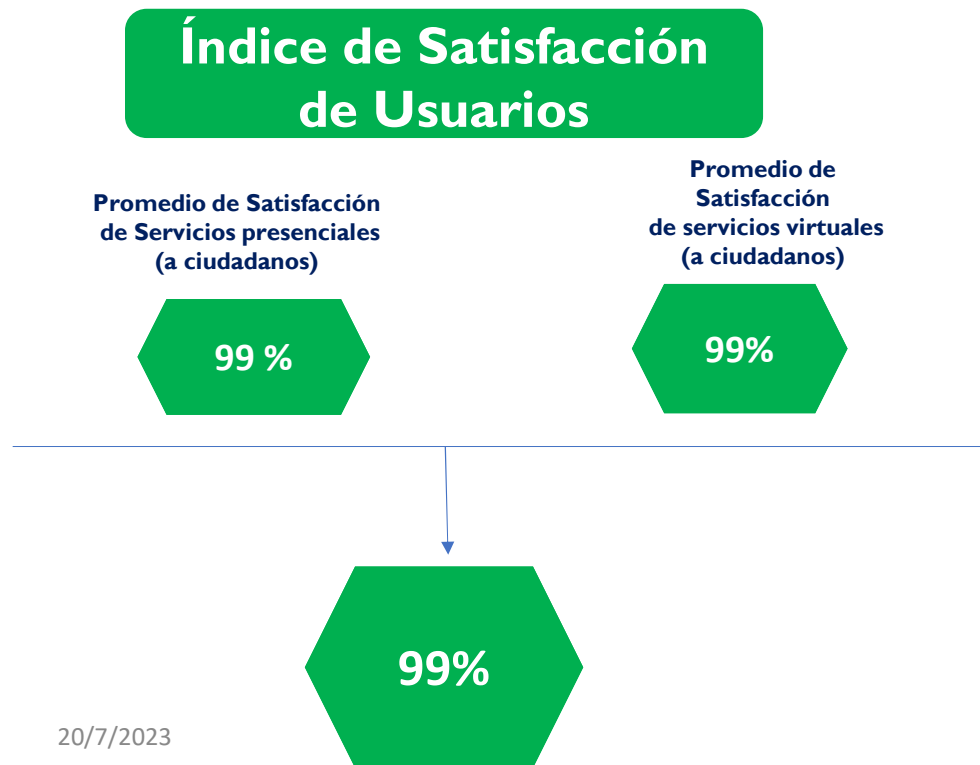 Índice de Satisfacción
de Usuarios
Promedio de Satisfacción
de Servicios presenciales
(a ciudadanos)
Promedio de
Satisfacción
de servicios virtuales
(a ciudadanos)
99 %
99%
99%
20/7/2023